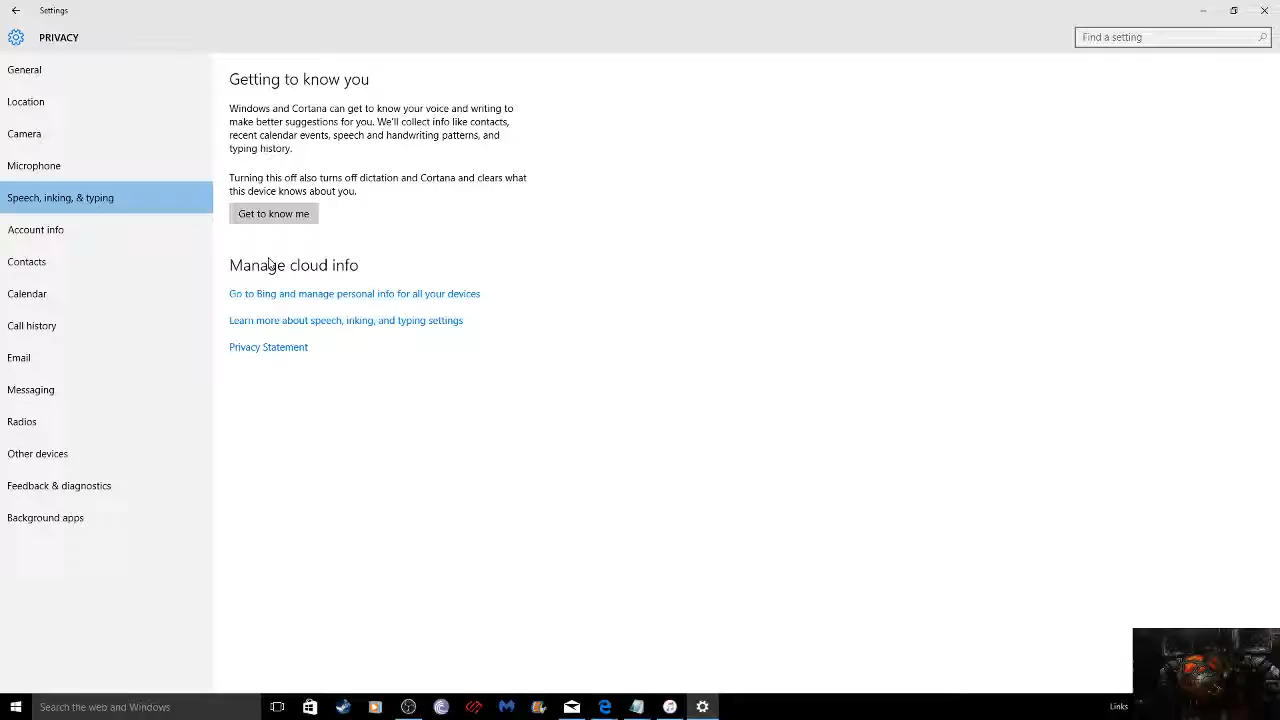 Settings
PRIVACY
Find a setting
General
Location
Camera
Microphone
Speech, inking, & typing
Account info
Contacts
Calendar
Call history
Email
Messaging
Radios
Other devices
Feedback & diagnostics
Background apps
Getting to know you
Windows and Cortana can get to know your voice and writing to
make better suggestions for you. We'll collect info like contacts,
recent calendar events, speech and handwriting patterns, and
typing history.
Turning this off also turns off dictation and Cortana and clears what
this device knows about you.
Get to know me
Manage cloud info
Go to Bing and manage personal info for all your devices
Learn more about speech, inking, and typing settings
Privacy Statement
Search the web and Windows
Links